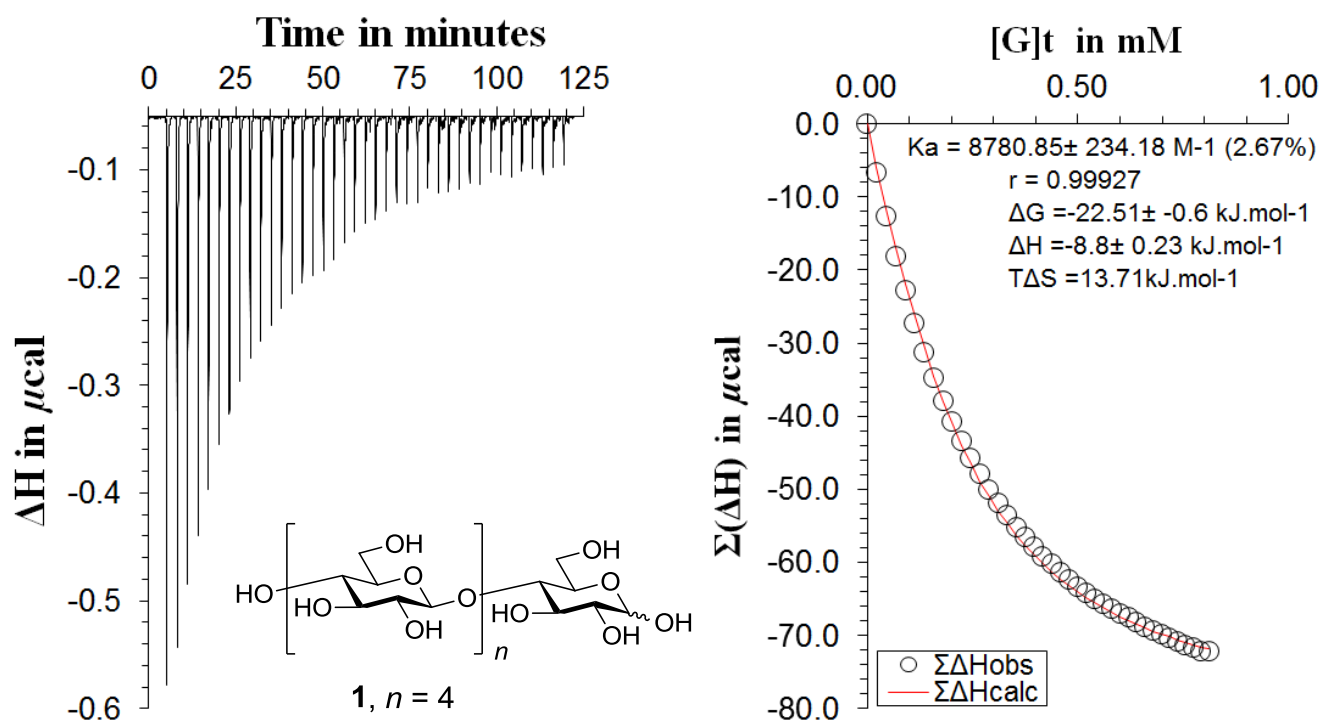 Time in minutes
0 25 50 75 100 125
-0.1
-0.2
-0.3
-0.4
-0.5
-0.6
ΔH in μcal
OH
O
HO
HO
OH
O
n
OH
O
HO
OH
OH
1, n = 4
[G]t in mM
0.00 0.50 1.00
0.0
-10.0
-20.0
-30.0
-40.0
-50.0
-60.0
-70.0
-80.0
Σ(ΔH) in μcal
Ka = 8780.85± 234.18 M-1 (2.67%)
r = 0.99927
ΔG =-22.51± -0.6 kJ.mol-1
ΔH =-8.8± 0.23 kJ.mol-1
TΔS =13.71kJ.mol-1
ΣΔHobs
ΣΔHcalc